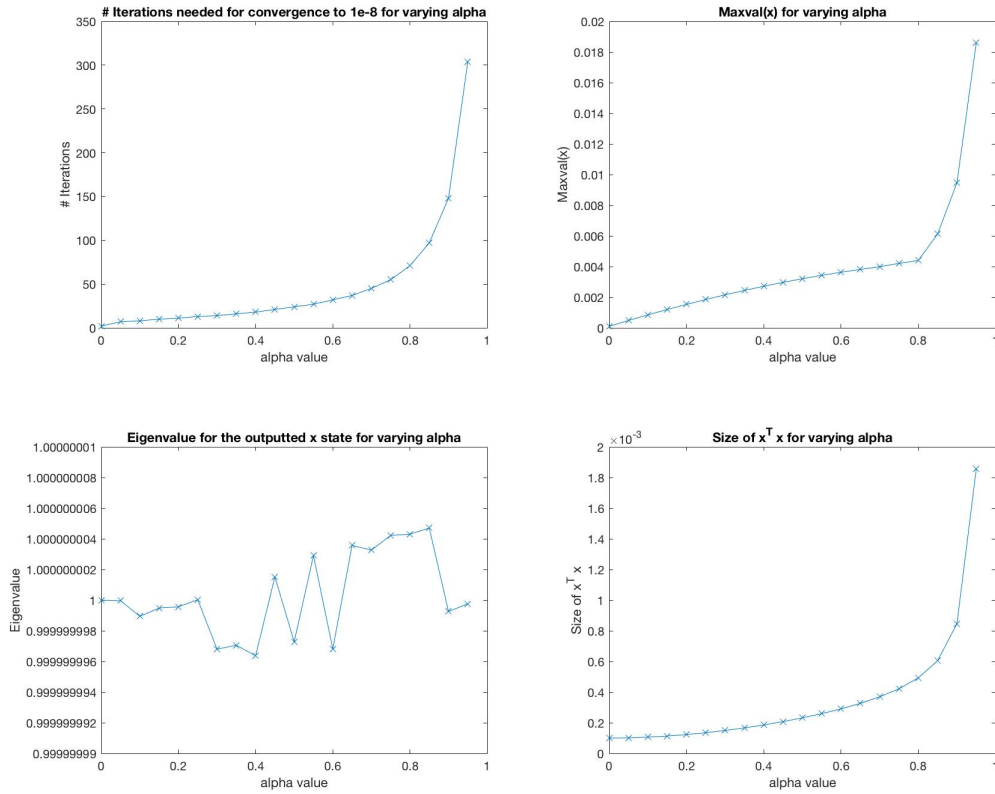 # Iterions needed for convergence to 1e-8 for varying alpha
350
300
250
200
150
100
50
0
# Iterions
0 0.2 0.4 0.6 0.8 1
alpha value
Maxval(x) for varying alpha
0.02
0.018
0.016
0.014
0.012
0.01
0.008
0.006
0.004
0.002
0
Maxval(x)
0 0.2 0.4 0.6 0.8 1
alpha value
Eigenvalue for the outputted x state for varying alpha
1.00000001
1.000000008
1.000000006
1.000000004
1.000000002
1
0.999999998
0.999999996
0.999999994
0.999999992
0.99999999
Eigenvalue
0 0.2 0.4 0.6 0.8 1
alpha value
Size of x^T x for varying alpha
×10^-3
2
1.8
1.6
1.4
1.2
1
0.8
0.6
0.4
0.2
0
Size of x^T x
0 0.2 0.4 0.6 0.8 1
alpha value